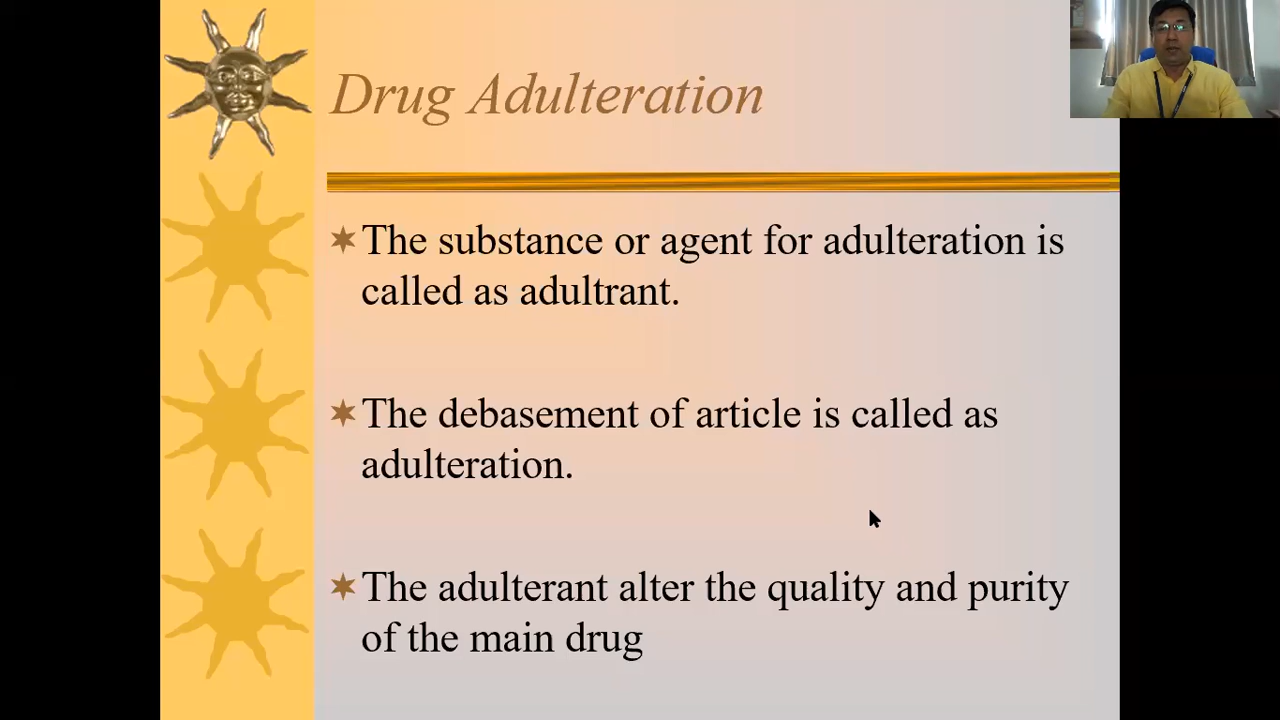 Drug Adulteration
The substance or agent for adulteration is
called as adultrant.
The debasement of article is called as
adulteration.
The adulterant alter the quality and purity
of the main drug